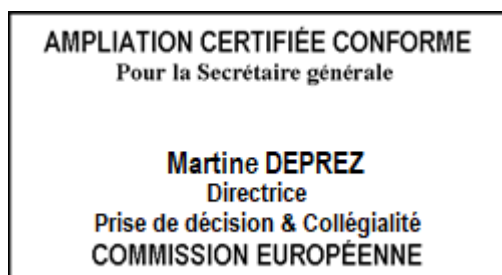 AMPLIATION CERTIFIÉE CONFORME
Pour la Secrétaire générale
Martine DEPREZ
Directrice
Prise de décision & Collégialité
COMMISSION EUROPÉENNE